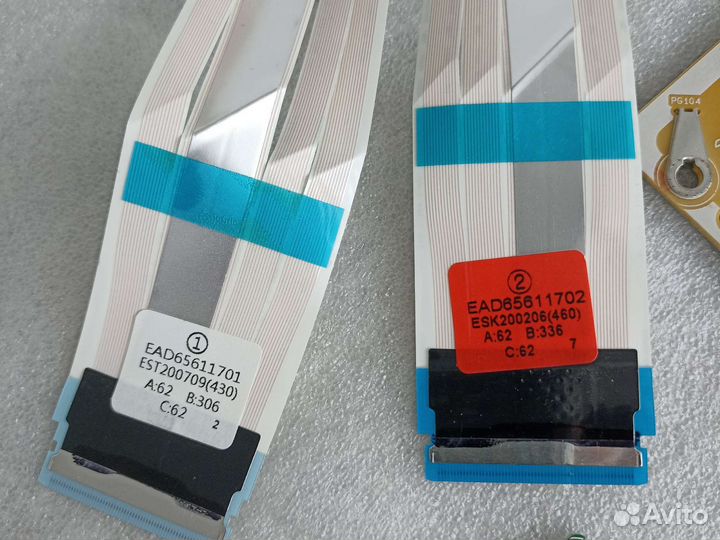 ①
EAD65611701
EST200709(430)
A:62 B:306
C:62 2
②
EAD65611702
ESK200206(460)
A:62 B:336
C:62 7
PG104
Avito